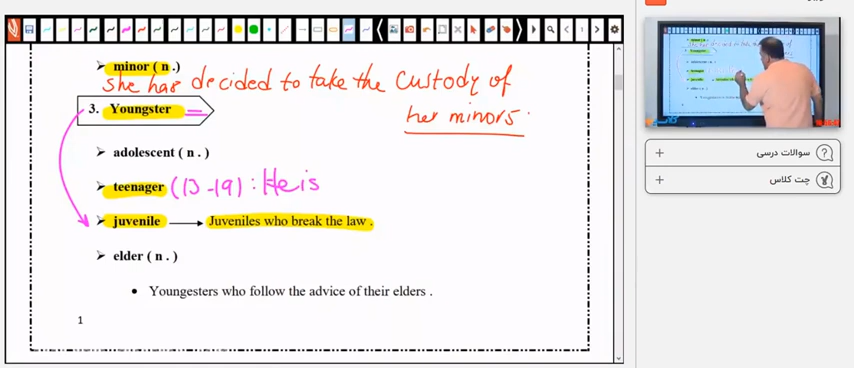 minor ( n .)
she has decided to take the custody of
her minors.
3. Youngster
adolescent ( n . )
teenager (13 -19) : He is
juvenile → Juveniles who break the law .
elder ( n . )
Youngesters who follow the advice of their elders .
1
سوالات درسی
چت کلاس